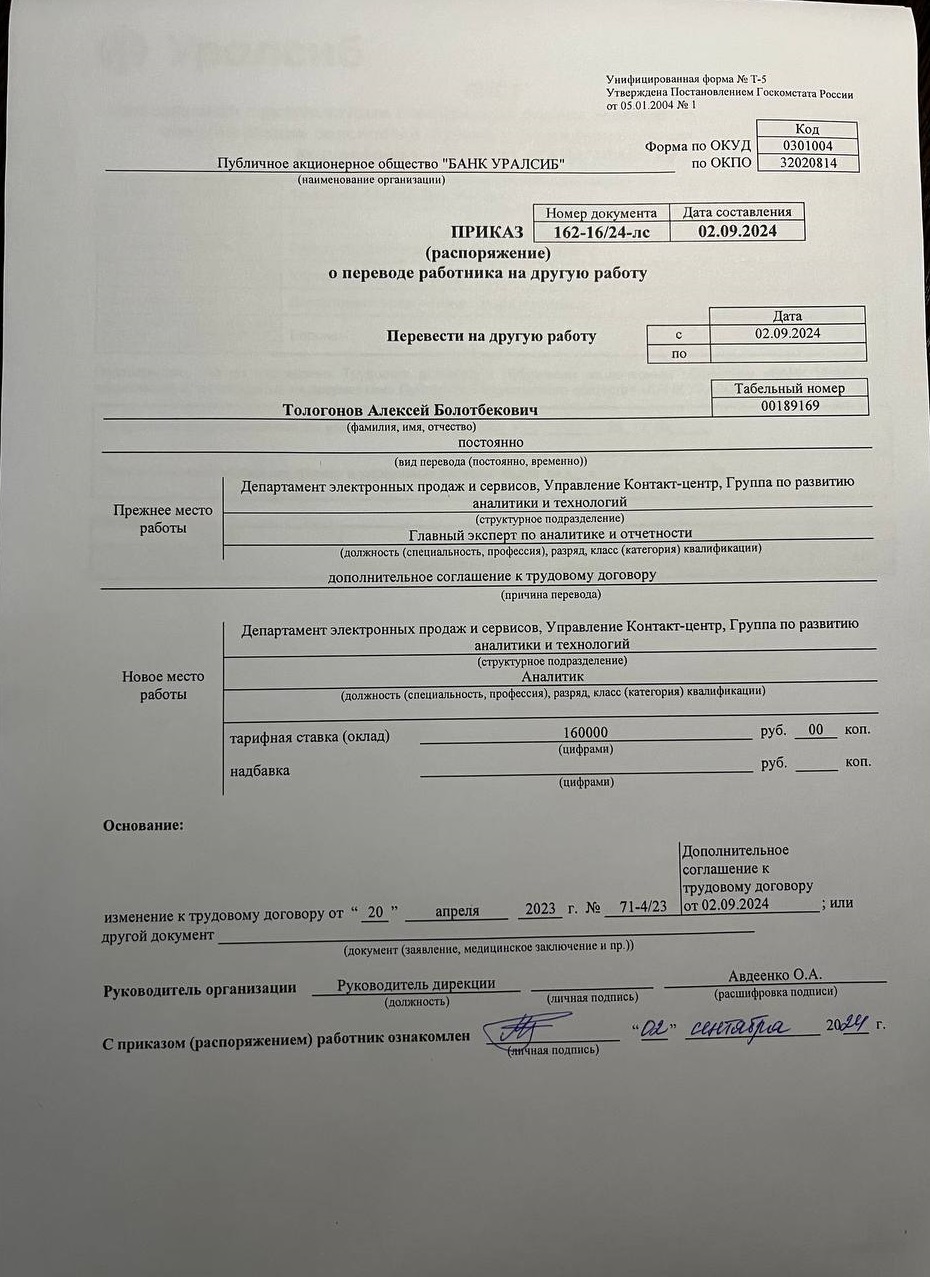 Унифицированная форма № Т-5
Утверждена Постановлением Госкомстата России
от 05.01.2004 № 1
Код
Форма по ОКУД 0301004
Публичное акционерное общество "БАНК УРАЛСИБ" по ОКПО 32020814
(наименование организации)
Номер документа Дата составления
ПРИКАЗ 162-16/24-лс 02.09.2024
(распоряжение)
о переводе работника на другую работу
Дата
Перевести на другую работу с 02.09.2024
по
Табельный номер
Тологонов Алексей Болотбекович 00189169
(фамилия, имя, отчество)
постоянно
(вид перевода (постоянно, временно))
Прежнее место работы
Департамент электронных продаж и сервисов, Управление Контакт-центр, Группа по развитию
аналитики и технологий
(структурное подразделение)
Главный эксперт по аналитике и отчетности
(должность (специальность, профессия), разряд, класс (категория) квалификации)
дополнительное соглашение к трудовому договору
(причина перевода)
Новое место работы
Департамент электронных продаж и сервисов, Управление Контакт-центр, Группа по развитию
аналитики и технологий
(структурное подразделение)
Аналитик
(должность (специальность, профессия), разряд, класс (категория) квалификации)
тарифная ставка (оклад) 160000 руб. 00 коп.
(цифрами)
надбавка руб. коп.
(цифрами)
Основание:
Дополнительное
соглашение к
трудовому договору
изменение к трудовому договору от “ 20 ” апреля 2023 г. № 71-4/23 от 02.09.2024 ; или
другой документ
(документ (заявление, медицинское заключение и пр.))
Руководитель организации Руководитель дирекции Авдеенко О.А.
(должность) (личная подпись) (расшифровка подписи)
С приказом (распоряжением) работник ознакомлен “02” сентября 2024 г.
(личная подпись)